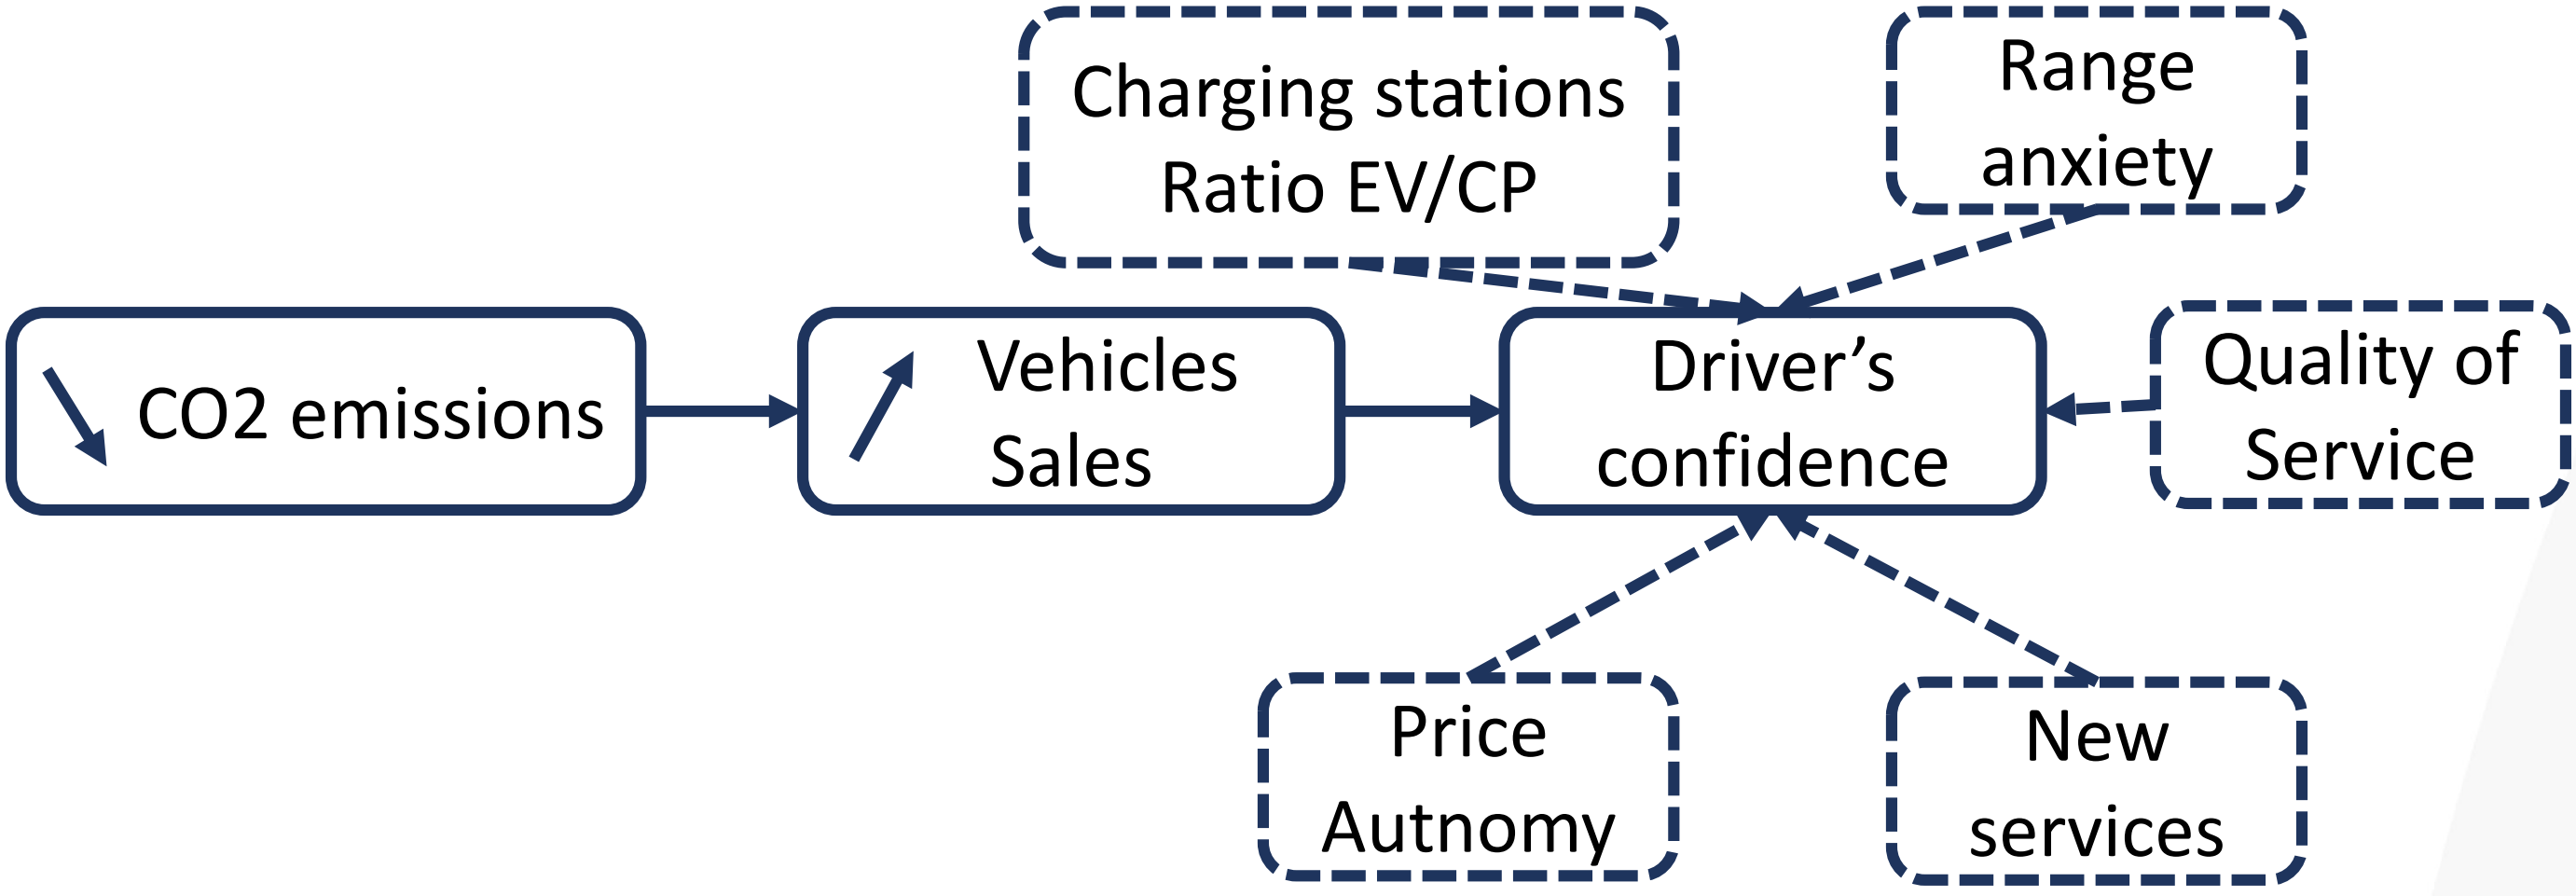 Charging stations
Ratio EV/CP
Range
anxiety
CO2 emissions
Vehicles
Sales
Driver’s
confidence
Quality of
Service
Price
Autnomy
New
services